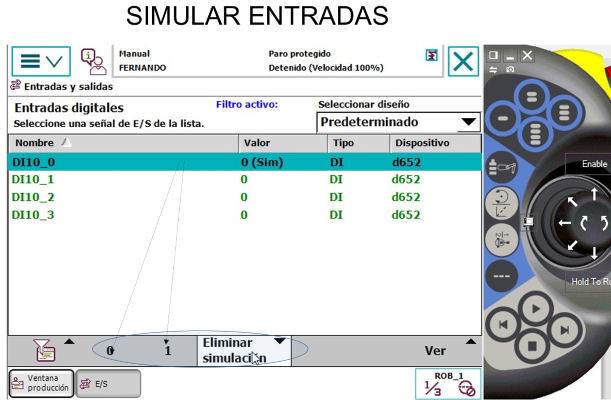 SIMULAR ENTRADAS
Manual
FERNANDO
Paro protegido
Detenido (Velocidad 100%)
Entradas y salidas
Entradas digitales
Seleccione una señal de E/S de la lista.
Filtro activo:
Seleccionar diseño
Predeterminado
Nombre Valor Tipo Dispositivo
DI10_0 0 (Sim) DI d652
DI10_1 0 DI d652
DI10_2 0 DI d652
DI10_3 0 DI d652
0 1 Eliminar simulación Ver
Ventana producción
E/S
ROB_1
1/3
Enable
Hold To Ru